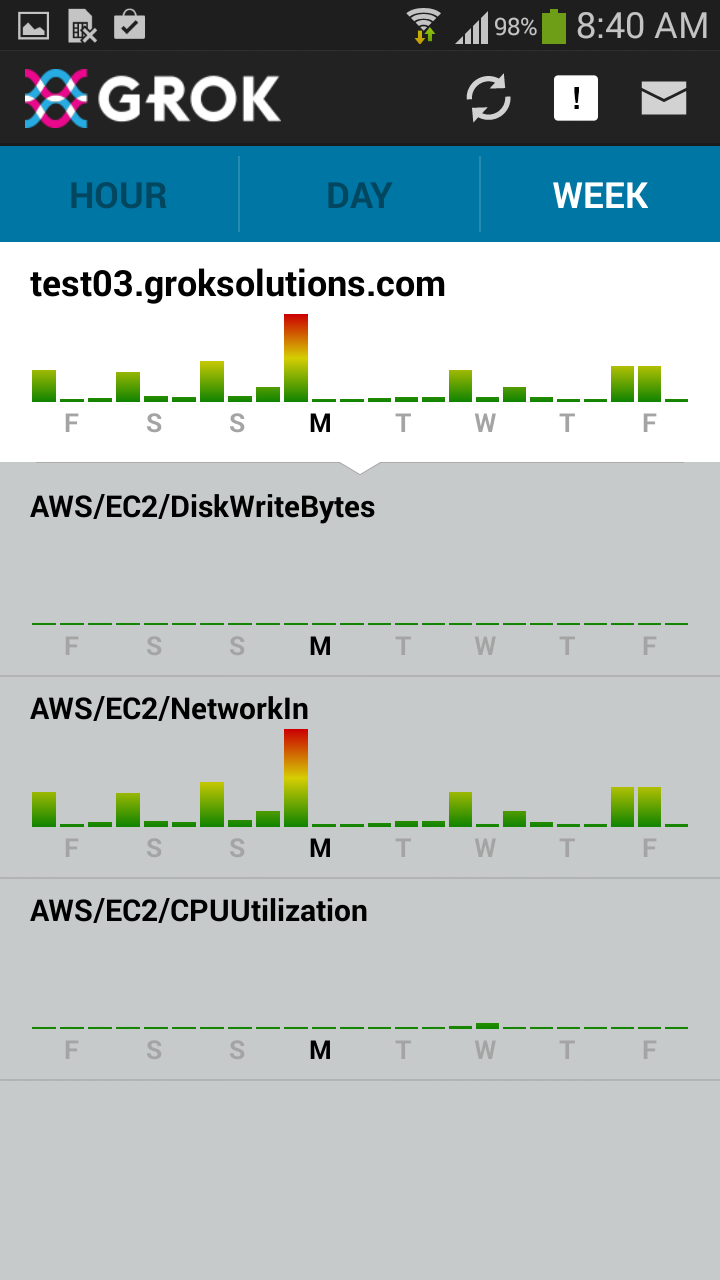 98% 8:40 AM
GROK !
HOUR DAY WEEK
test03.groksolutions.com
F S S M T W T F
AWS/EC2/DiskWriteBytes
F S S M T W T F
AWS/EC2/NetworkIn
F S S M T W T F
AWS/EC2/CPUUtilization
F S S M T W T F